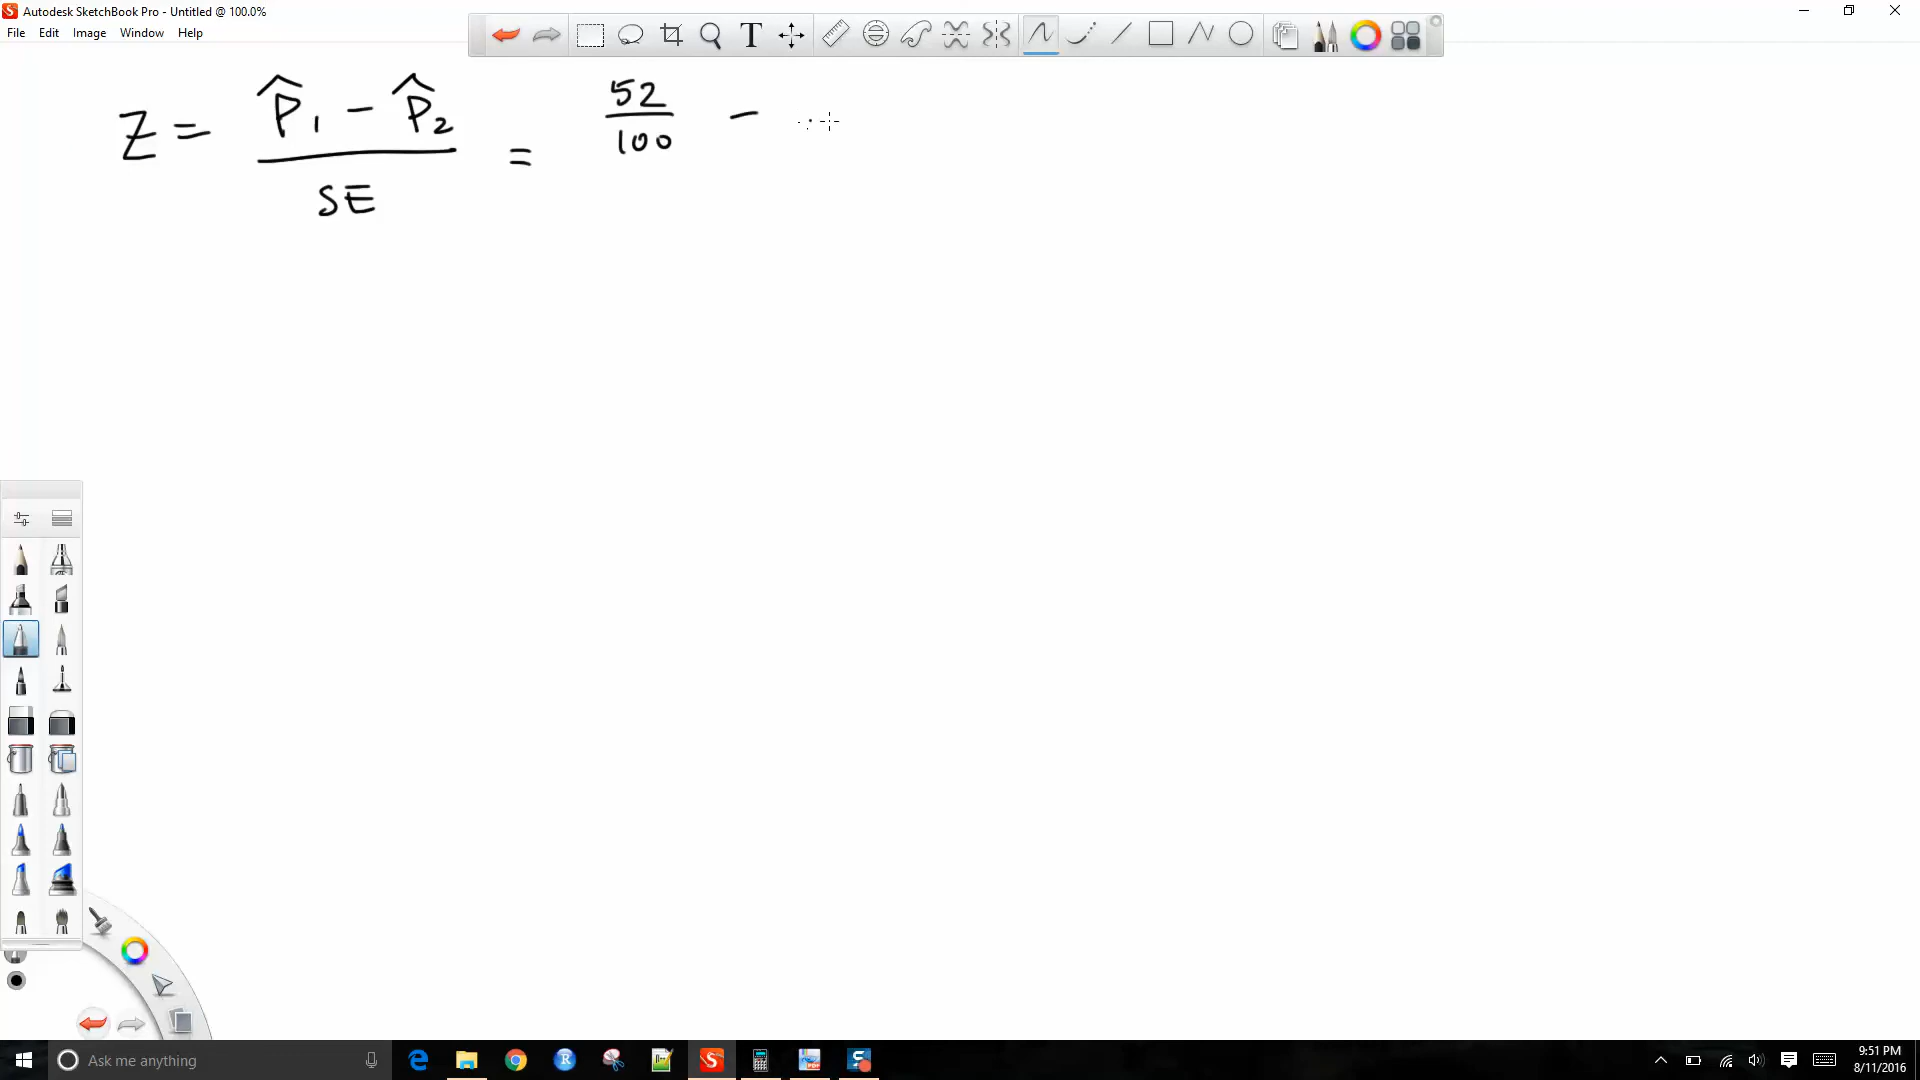 Autodesk SketchBook Pro - Untitled @ 100.0%
File Edit Image Window Help
Z = P̂₁ - P̂₂ / SE = 52/100 -
Ask me anything
9:51 PM
8/11/2016